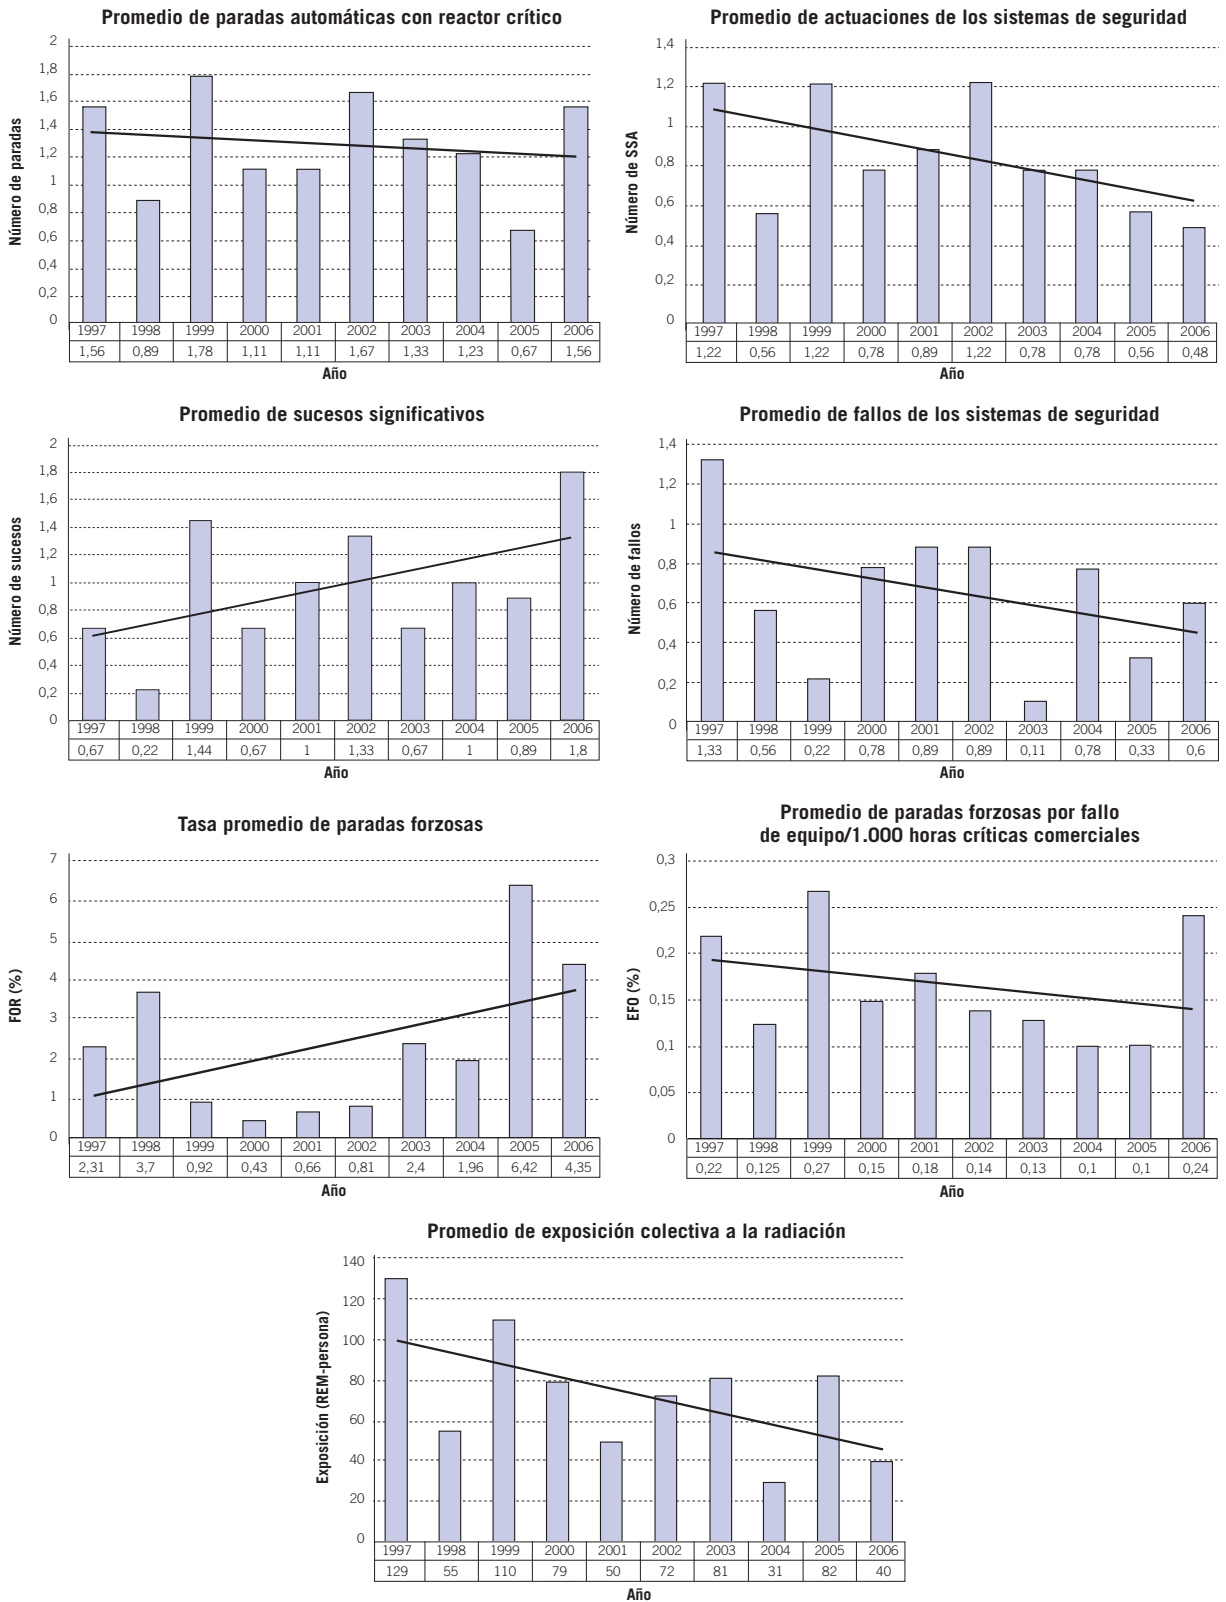 Promedio de paradas automáticas con reactor crítico
Número de paradas
2
1,8
1,6
1,4
1,2
1
0,8
0,6
0,4
0,2
0
1997 1998 1999 2000 2001 2002 2003 2004 2005 2006
1,56 0,89 1,78 1,11 1,11 1,67 1,33 1,23 0,67 1,56
Año
Promedio de actuaciones de los sistemas de seguridad
Número de SSA
1,4
1,2
1
0,8
0,6
0,4
0,2
0
1997 1998 1999 2000 2001 2002 2003 2004 2005 2006
1,22 0,56 1,22 0,78 0,89 1,22 0,78 0,78 0,56 0,48
Año
Promedio de sucesos significativos
Número de sucesos
2
1,8
1,6
1,4
1,2
1
0,8
0,6
0,4
0,2
0
1997 1998 1999 2000 2001 2002 2003 2004 2005 2006
0,67 0,22 1,44 0,67 1 1,33 0,67 1 0,89 1,8
Año
Promedio de fallos de los sistemas de seguridad
Número de fallos
1,4
1,2
1
0,8
0,6
0,4
0,2
0
1997 1998 1999 2000 2001 2002 2003 2004 2005 2006
1,33 0,56 0,22 0,78 0,89 0,89 0,11 0,78 0,33 0,6
Año
Tasa promedio de paradas forzosas
FOR (%)
7
6
5
4
3
2
1
0
1997 1998 1999 2000 2001 2002 2003 2004 2005 2006
2,31 3,7 0,92 0,43 0,66 0,81 2,4 1,96 6,42 4,35
Año
Promedio de paradas forzosas por fallo
de equipo/1.000 horas críticas comerciales
EFO (%)
0,3
0,25
0,2
0,15
0,1
0,05
0
1997 1998 1999 2000 2001 2002 2003 2004 2005 2006
0,22 0,125 0,27 0,15 0,18 0,14 0,13 0,1 0,1 0,24
Año
Promedio de exposición colectiva a la radiación
Exposición (REM-persona)
140
120
100
80
60
40
20
0
1997 1998 1999 2000 2001 2002 2003 2004 2005 2006
129 55 110 79 50 72 81 31 82 40
Año